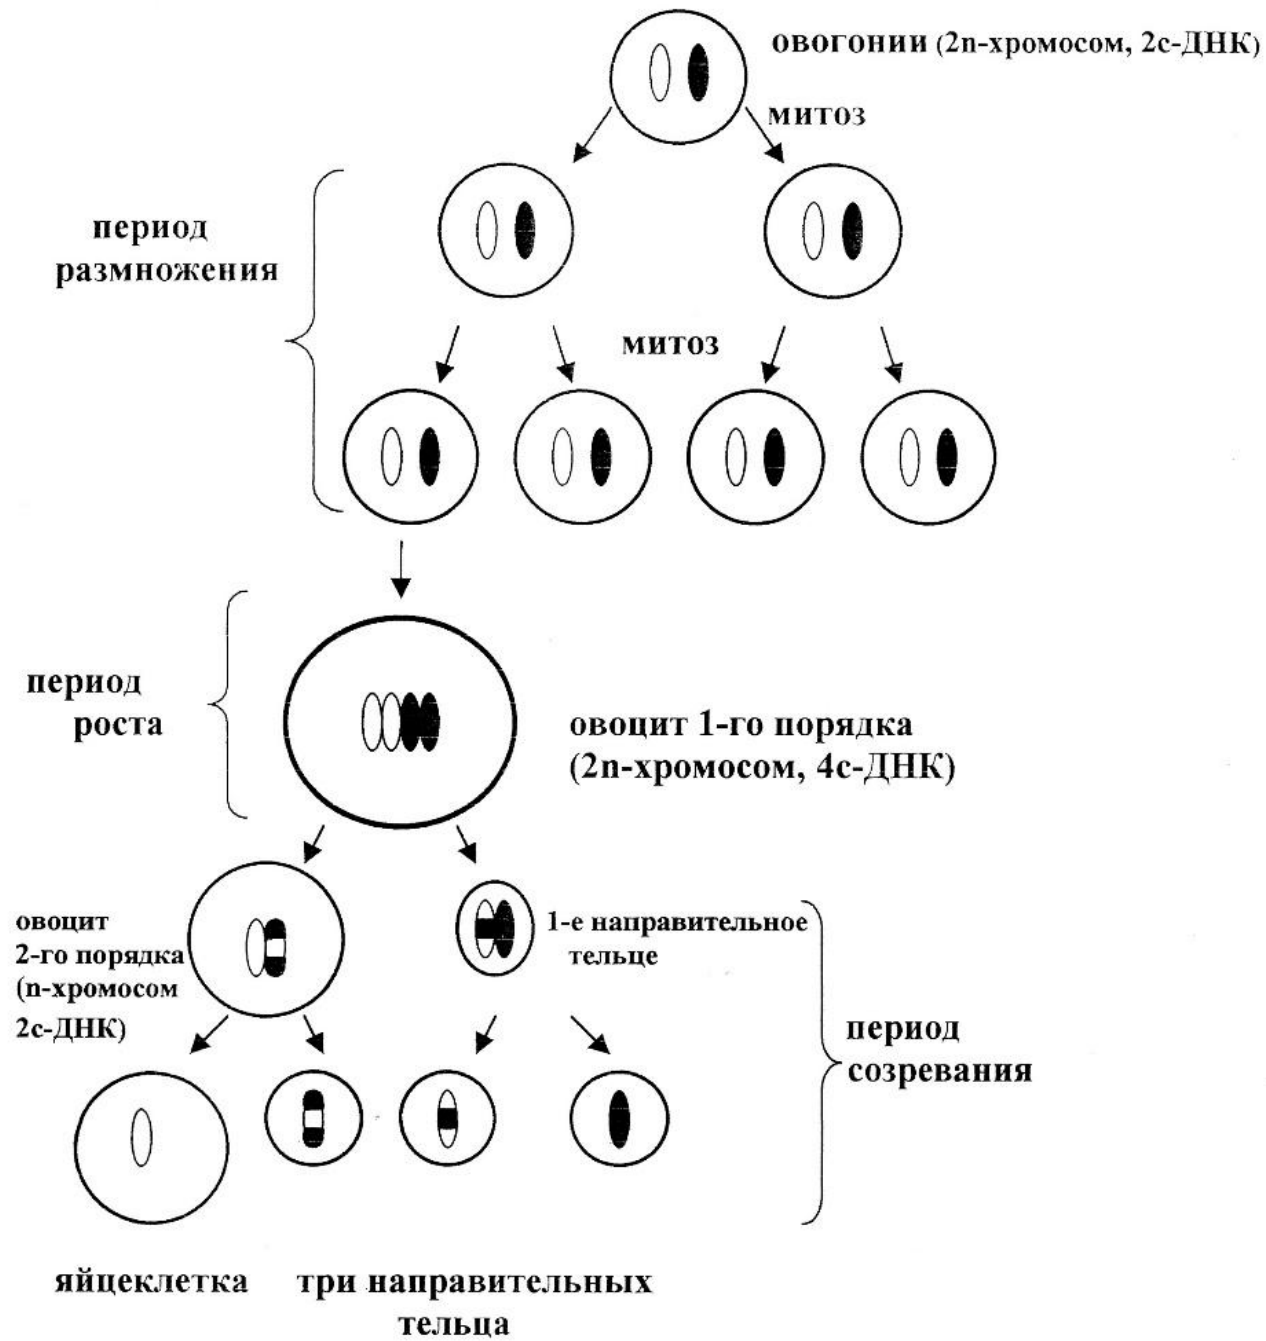 овогонии (2n-хромосом, 2с-ДНК)
митоз
период
размножения
митоз
период
роста
овоцит 1-го порядка
(2n-хромосом, 4с-ДНК)
овоцит
2-го порядка
(n-хромосом
2с-ДНК)
1-е направительное
тельце
период
созревания
яйцеклетка
три направительных
тельца